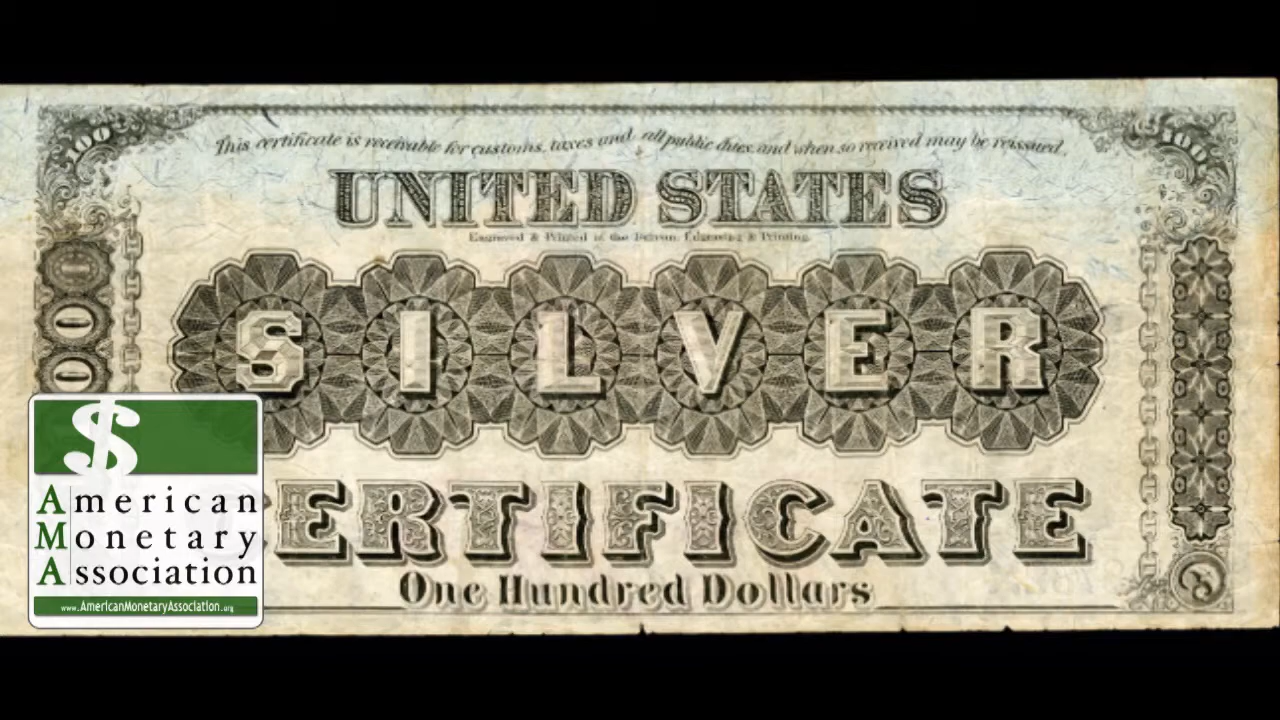 100
100
This certificate is receivable for customs, taxes and all public dues, and when so received may be reissued.
UNITED STATES
Engraved & Printed at the Bureau, Engraving & Printing.
SILVER
ERTIFICATE
One Hundred Dollars
$
American
Monetary
Association
www.AmericanMonetaryAssociation.org